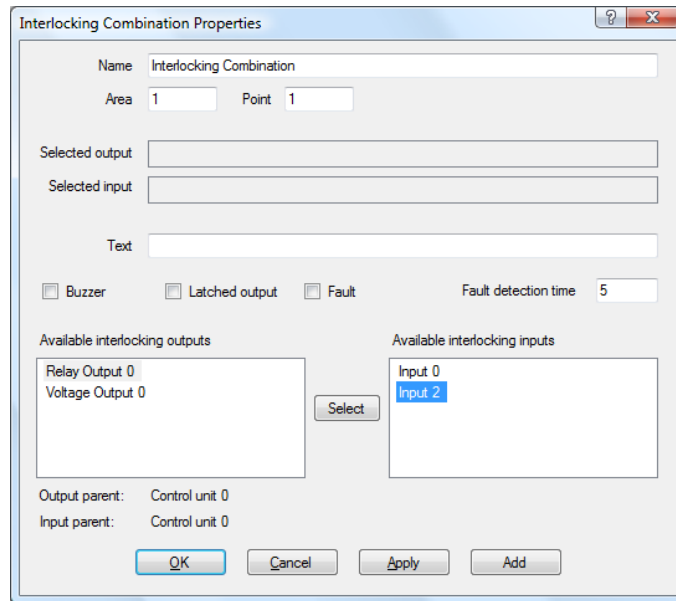 Interlocking Combination Properties
Name Interlocking Combination
Area 1 Point 1
Selected output
Selected input
Text
Buzzer Latched output Fault Fault detection time 5
Available interlocking outputs Available interlocking inputs
Relay Output 0 Input 0
Voltage Output 0 Input 2
Select
Output parent: Control unit 0
Input parent: Control unit 0
OK Cancel Apply Add